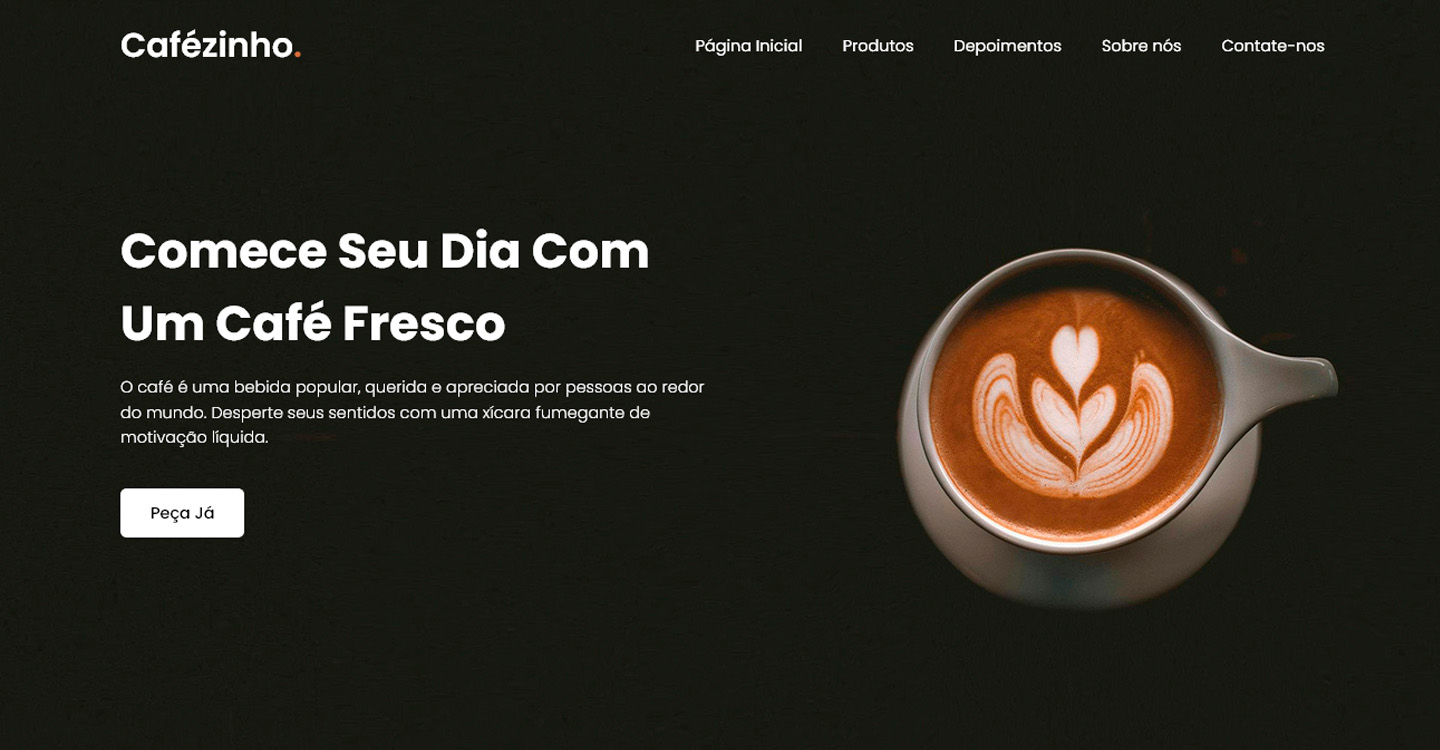 Cafézinho.
Página Inicial Produtos Depoimentos Sobre nós Contate-nos
Comece Seu Dia Com
Um Café Fresco
O café é uma bebida popular, querida e apreciada por pessoas ao redor
do mundo. Desperte seus sentidos com uma xícara fumegante de
motivação líquida.
Peça Já